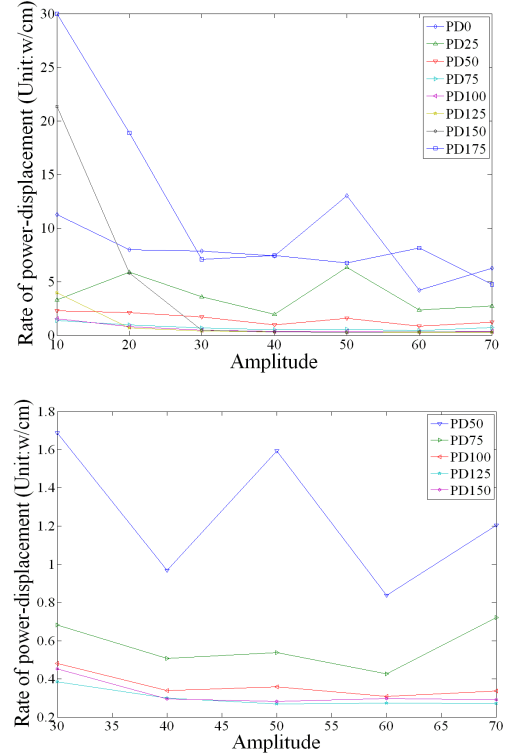 Rate of power-displacement (Unit:w/cm)
30
25
20
15
10
5
0
10 20 30 40 50 60 70
Amplitude
PD0
PD25
PD50
PD75
PD100
PD125
PD150
PD175
Rate of power-displacement (Unit:w/cm)
1.8
1.6
1.4
1.2
1
0.8
0.6
0.4
0.2
30 35 40 45 50 55 60 65 70
Amplitude
PD50
PD75
PD100
PD125
PD150